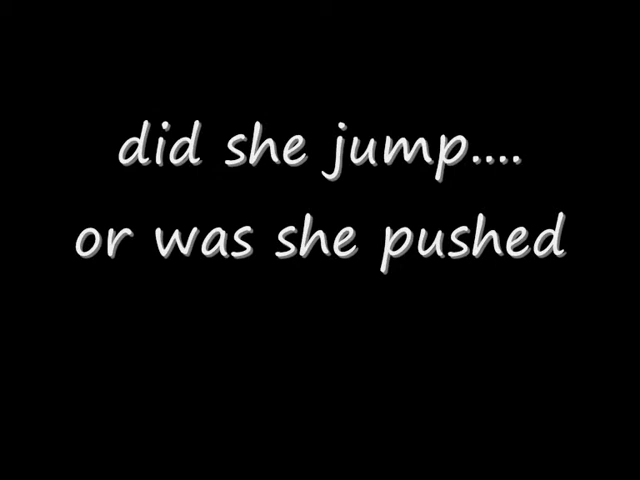 did she jump....
or was she pushed